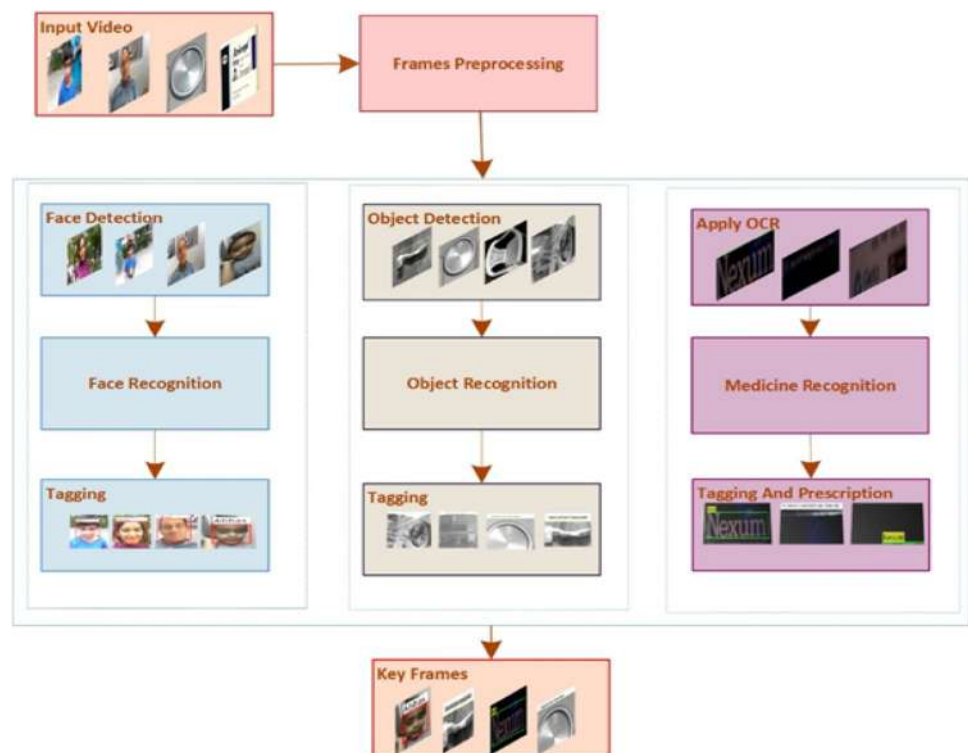 Input Video
Frames Preprocessing
Face Detection
Face Recognition
Tagging
Object Detection
Object Recognition
Tagging
Apply OCR
Nexum
Medicine Recognition
Tagging And Prescription
Nexum
Key Frames
Nexum